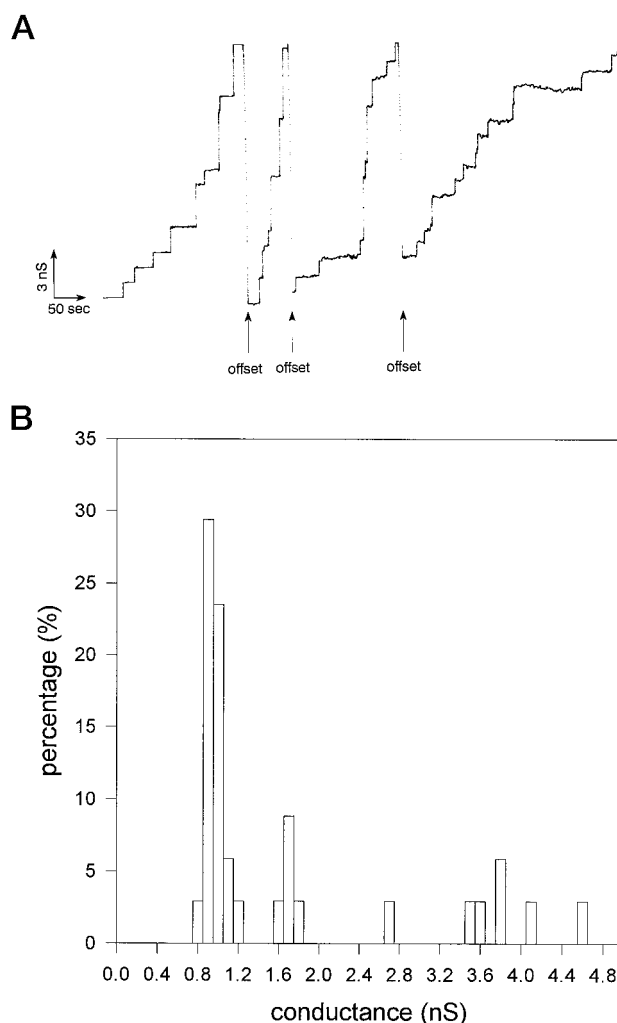 A
3 nS
50 sec
offset offset offset
B
35
30
25
20
15
10
5
0
percentage (%)
0.0 0.4 0.8 1.2 1.6 2.0 2.4 2.8 3.2 3.6 4.0 4.4 4.8
conductance (nS)